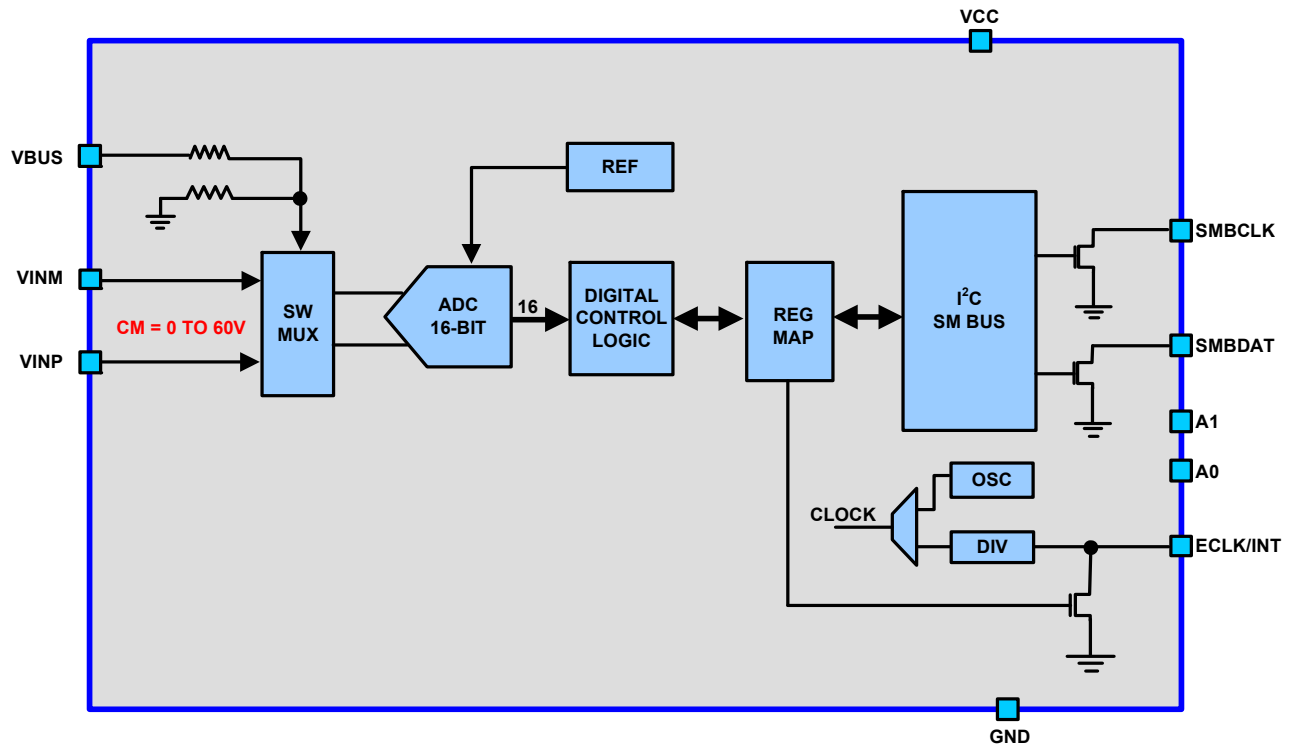 VCC
VBUS
REF
SMBCLK
VINM
SW
MUX
ADC
16-BIT
16
DIGITAL
CONTROL
LOGIC
REG
MAP
I²C
SM BUS
CM = 0 TO 60V
VINP
SMBDAT
A1
A0
OSC
CLOCK
DIV
ECLK/INT
GND